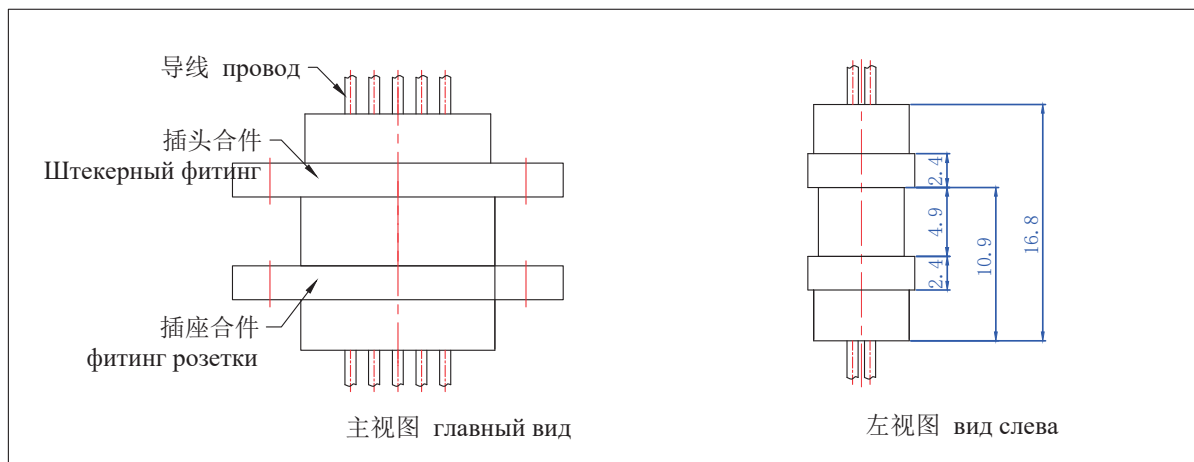 导线 провод
插头合件
Штекерный фитинг
插座合件
фитинг розетки
主视图 главный вид
2.4
4.9
2.4
10.9
16.8
左视图 вид слева